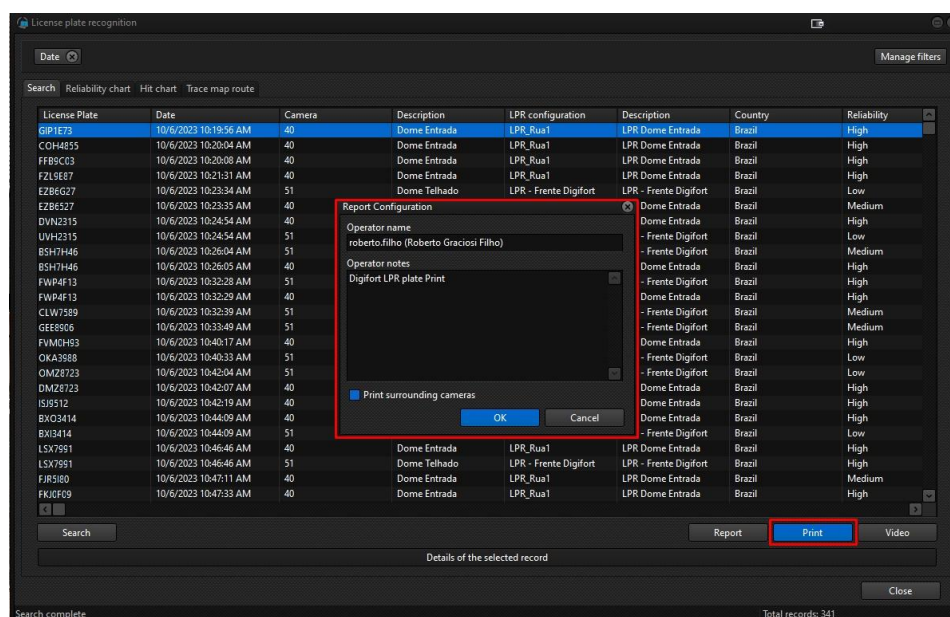 License plate recognition
Date
Manage filters
Search Reliability chart Hit chart Trace map route
License Plate Date Camera Description LPR configuration Description Country Reliability
GIP1E73 10/6/2023 10:19:56 AM 40 Dome Entrada LPR_Rua1 LPR Dome Entrada Brazil High
COH4855 10/6/2023 10:20:04 AM 40 Dome Entrada LPR_Rua1 LPR Dome Entrada Brazil High
FFB9C03 10/6/2023 10:20:08 AM 40 Dome Entrada LPR_Rua1 LPR Dome Entrada Brazil High
FZL9E87 10/6/2023 10:21:31 AM 40 Dome Entrada LPR_Rua1 LPR Dome Entrada Brazil High
EZB6G27 10/6/2023 10:23:34 AM 51 Dome Telhado LPR - Frente Digifort LPR - Frente Digifort Brazil Low
EZB6527 10/6/2023 10:23:35 AM 40 Dome Entrada Brazil Medium
DVN2315 10/6/2023 10:24:54 AM 40 Dome Entrada Brazil High
UVH2315 10/6/2023 10:24:54 AM 51 - Frente Digifort Brazil Low
BSH7H46 10/6/2023 10:26:04 AM 51 - Frente Digifort Brazil Medium
BSH7H46 10/6/2023 10:26:05 AM 40 Dome Entrada Brazil High
FWP4F13 10/6/2023 10:32:28 AM 51 - Frente Digifort Brazil High
FWP4F13 10/6/2023 10:32:29 AM 40 Dome Entrada Brazil High
CLW7589 10/6/2023 10:32:39 AM 51 - Frente Digifort Brazil Medium
GEE8906 10/6/2023 10:33:49 AM 51 - Frente Digifort Brazil Medium
FVM0H93 10/6/2023 10:40:17 AM 40 Dome Entrada Brazil High
OKA3988 10/6/2023 10:40:33 AM 51 - Frente Digifort Brazil Low
OMZ8723 10/6/2023 10:42:04 AM 51 - Frente Digifort Brazil Low
DMZ8723 10/6/2023 10:42:07 AM 40 Dome Entrada Brazil High
ISJ9512 10/6/2023 10:42:19 AM 40 Dome Entrada Brazil High
BXO3414 10/6/2023 10:44:09 AM 40 Dome Entrada Brazil High
BXI3414 10/6/2023 10:44:09 AM 51 - Frente Digifort Brazil Low
LSX7991 10/6/2023 10:46:46 AM 40 Dome Entrada LPR_Rua1 LPR Dome Entrada Brazil High
LSX7991 10/6/2023 10:46:46 AM 51 Dome Telhado LPR - Frente Digifort LPR - Frente Digifort Brazil High
FJR5I80 10/6/2023 10:47:11 AM 40 Dome Entrada LPR_Rua1 LPR Dome Entrada Brazil Medium
FKJ0F09 10/6/2023 10:47:33 AM 40 Dome Entrada LPR_Rua1 LPR Dome Entrada Brazil High
Report Configuration
Operator name
roberto.filho (Roberto Graciosi Filho)
Operator notes
Digifort LPR plate Print
Print surrounding cameras
OK Cancel
Search Report Print Video
Details of the selected record
Close
Search complete Total records: 341